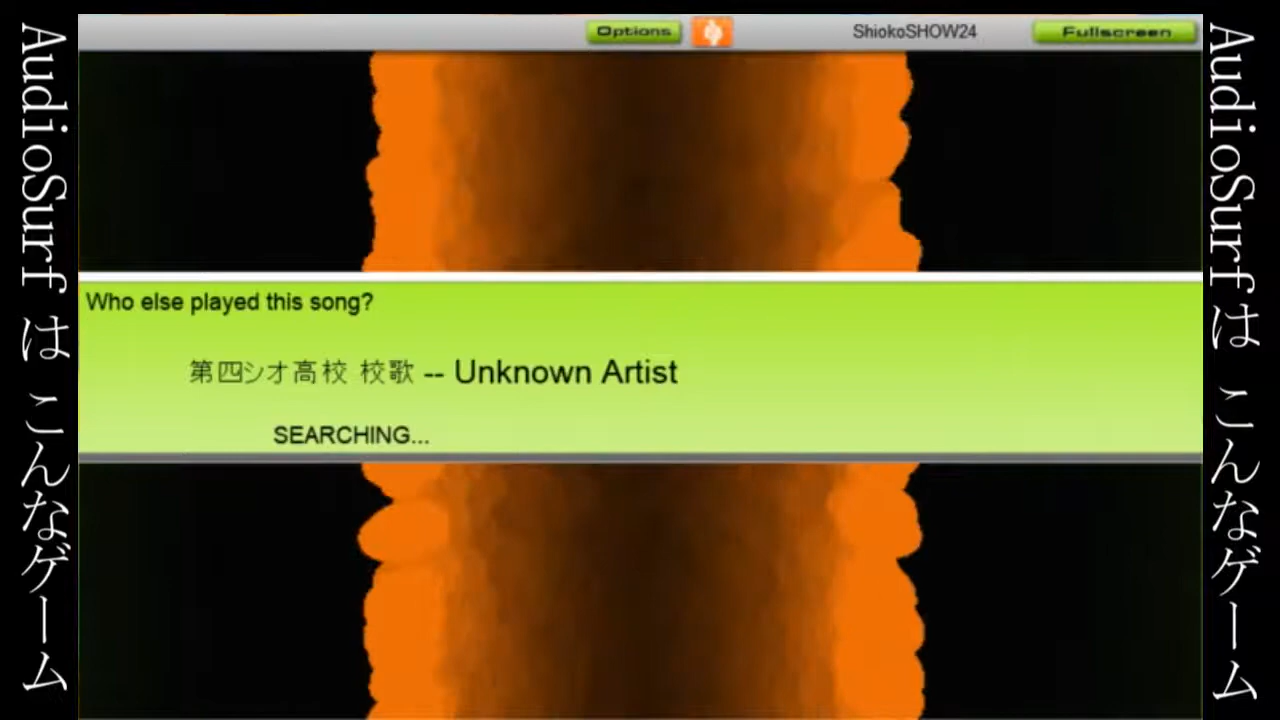 AudioSurf は こんなゲーム
Options
ShiokoSHOW24
Fullscreen
Who else played this song?
第四シオ高校 校歌 -- Unknown Artist
SEARCHING...
AudioSurf は こんなゲーム